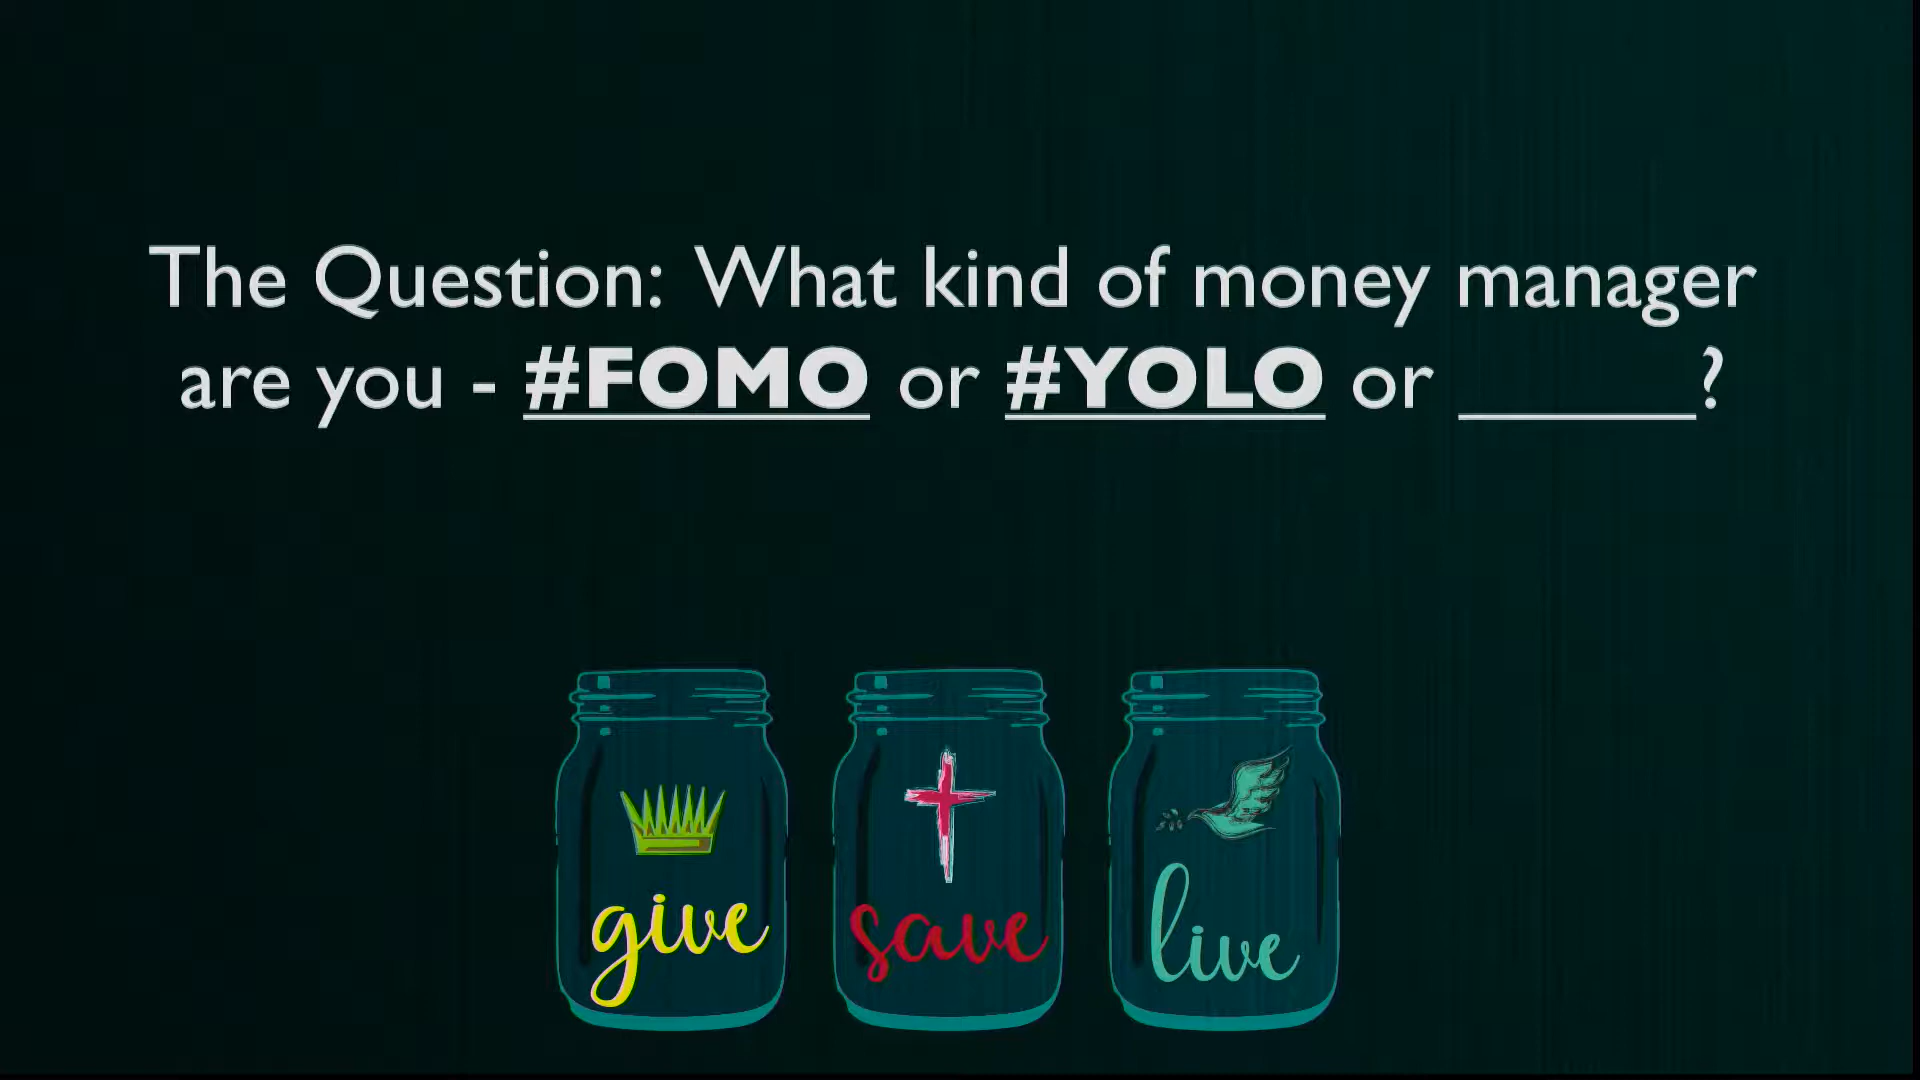 The Question: What kind of money manager
are you - #FOMO or #YOLO or ______?
give save live